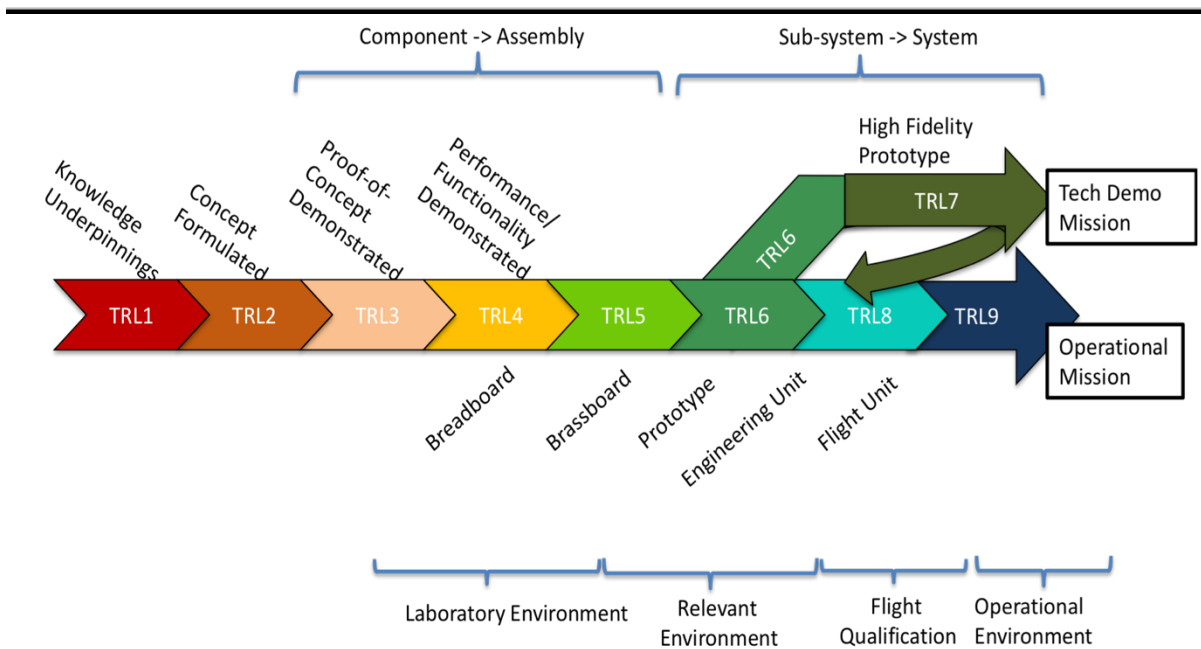 Component -> Assembly
Sub-system -> System
Knowledge
Underpinnings
Concept
Formulated
Proof-of-
Concept
Demonstrated
Performance/
Functionality
Demonstrated
High Fidelity
Prototype
TRL6
TRL7
Tech Demo
Mission
TRL1
TRL2
TRL3
TRL4
TRL5
TRL6
TRL8
TRL9
Operational
Mission
Breadboard
Brassboard
Prototype
Engineering Unit
Flight Unit
Laboratory Environment
Relevant
Environment
Flight
Qualification
Operational
Environment